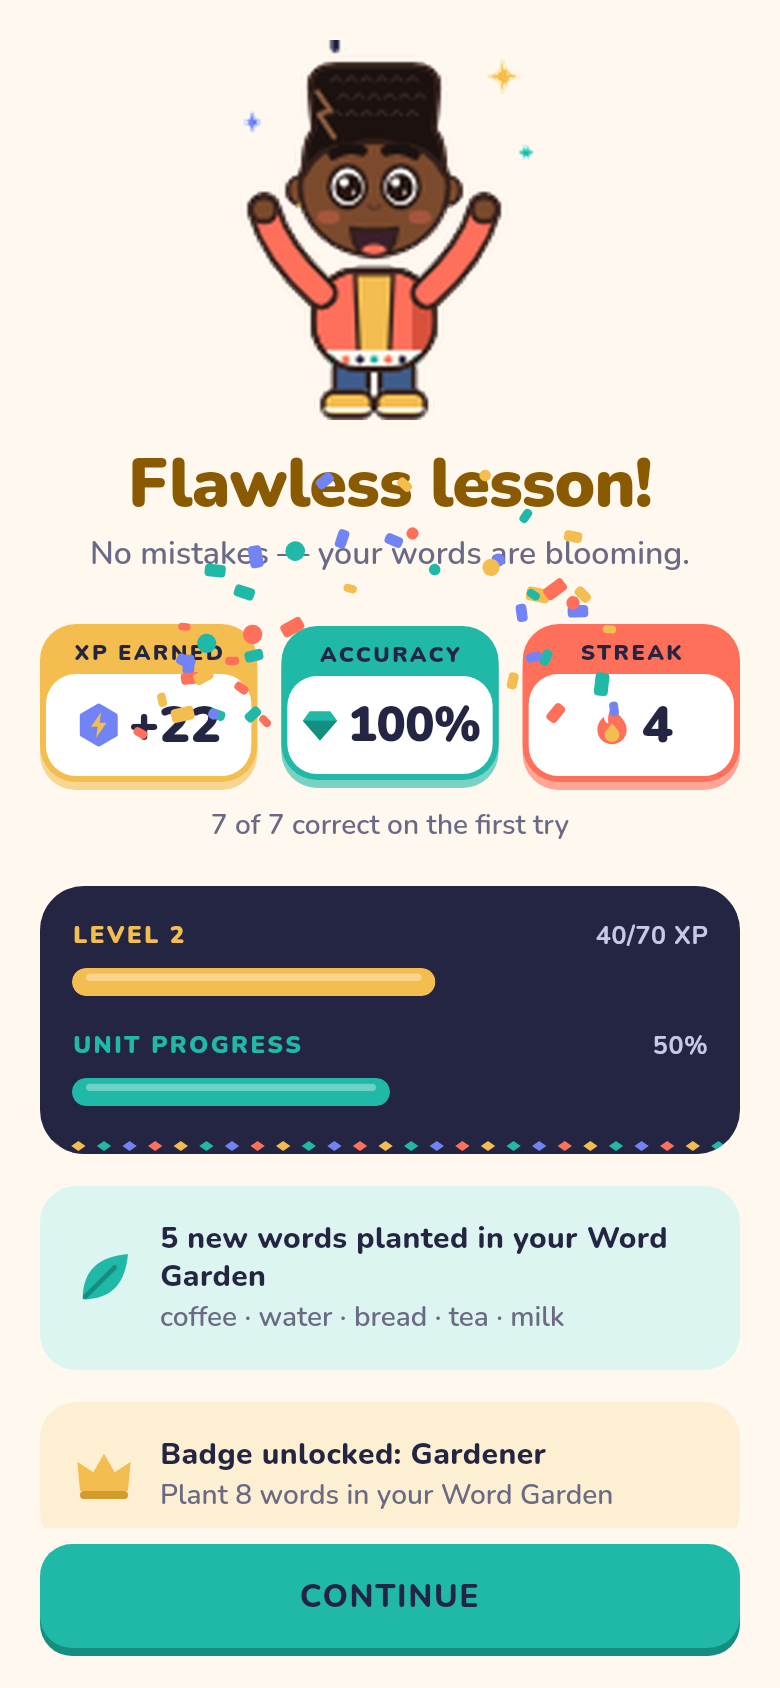 Flawless lesson!
No mistakes — your words are blooming.
XP EARNED
ACCURACY
STREAK
+22
100%
4
7 of 7 correct on the first try
LEVEL 2
40/70 XP
UNIT PROGRESS
50%
5 new words planted in your Word
Garden
coffee · water · bread · tea · milk
Badge unlocked: Gardener
Plant 8 words in your Word Garden
CONTINUE